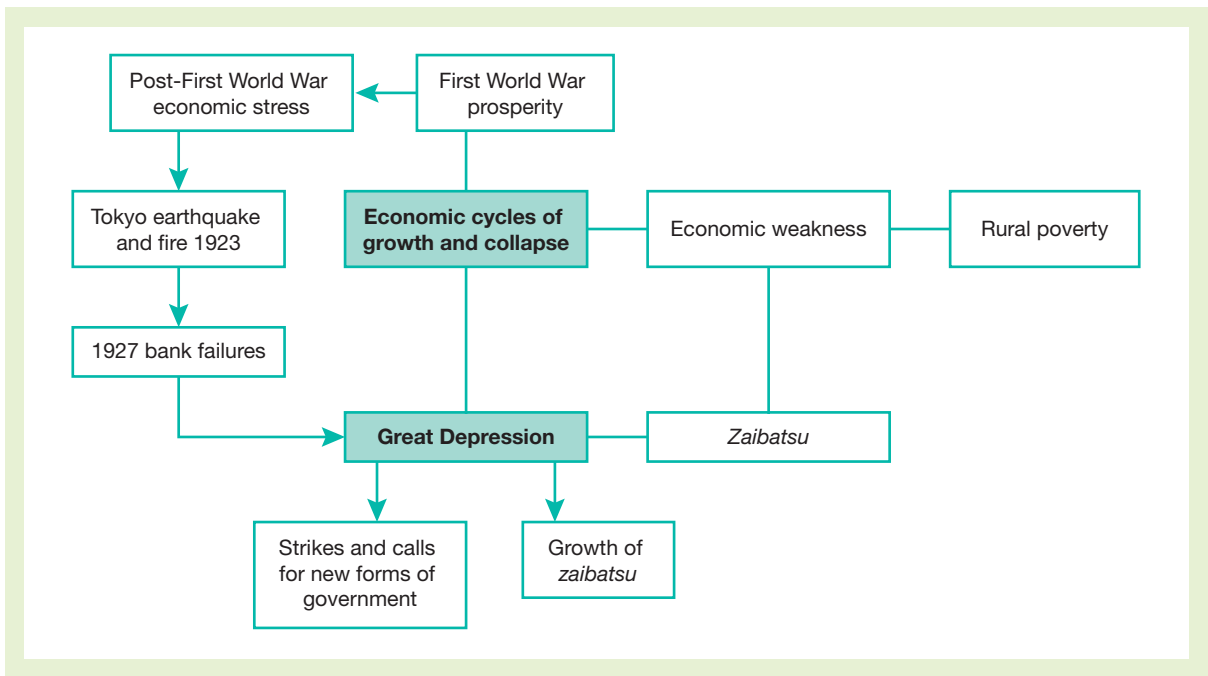 Post-First World War
economic stress
First World War
prosperity
Tokyo earthquake
and fire 1923
Economic cycles of
growth and collapse
Economic weakness
Rural poverty
1927 bank failures
Great Depression
Zaibatsu
Strikes and calls
for new forms of
government
Growth of
zaibatsu